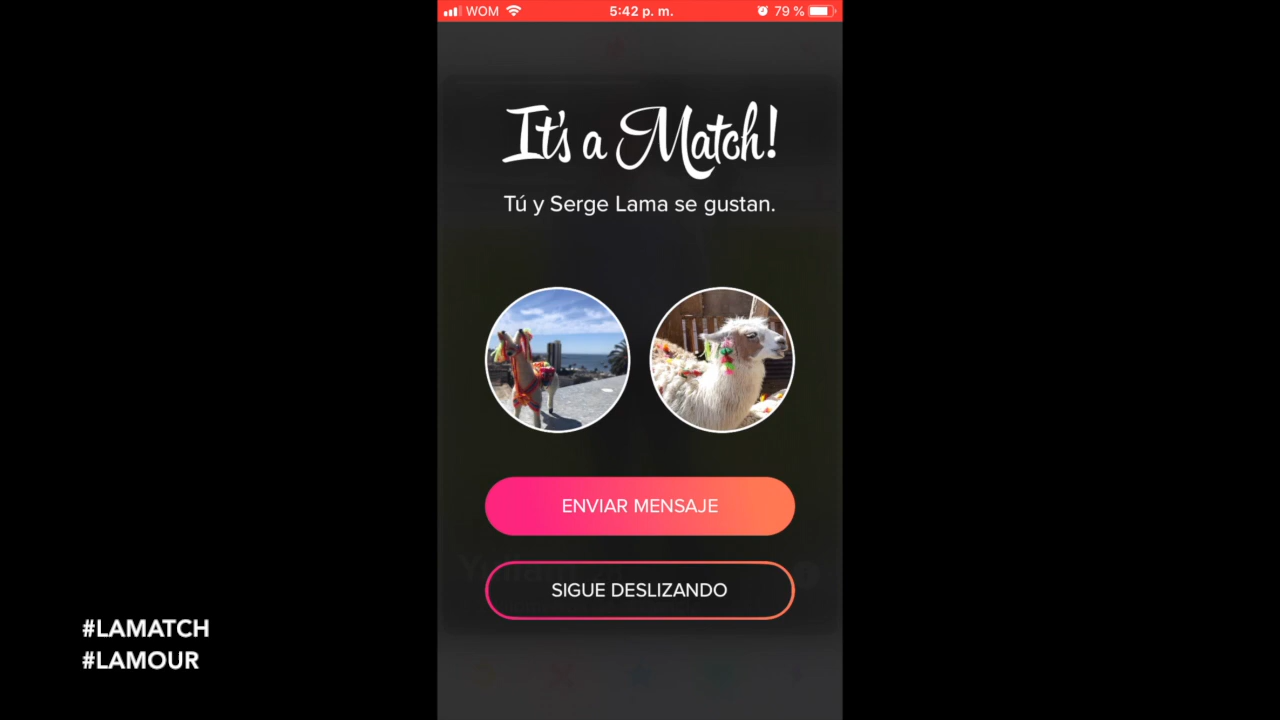 WOM 5:42 p. m. 79 %
It's a Match!
Tú y Serge Lama se gustan.
ENVIAR MENSAJE
SIGUE DESLIZANDO
#LAMATCH
#LAMOUR